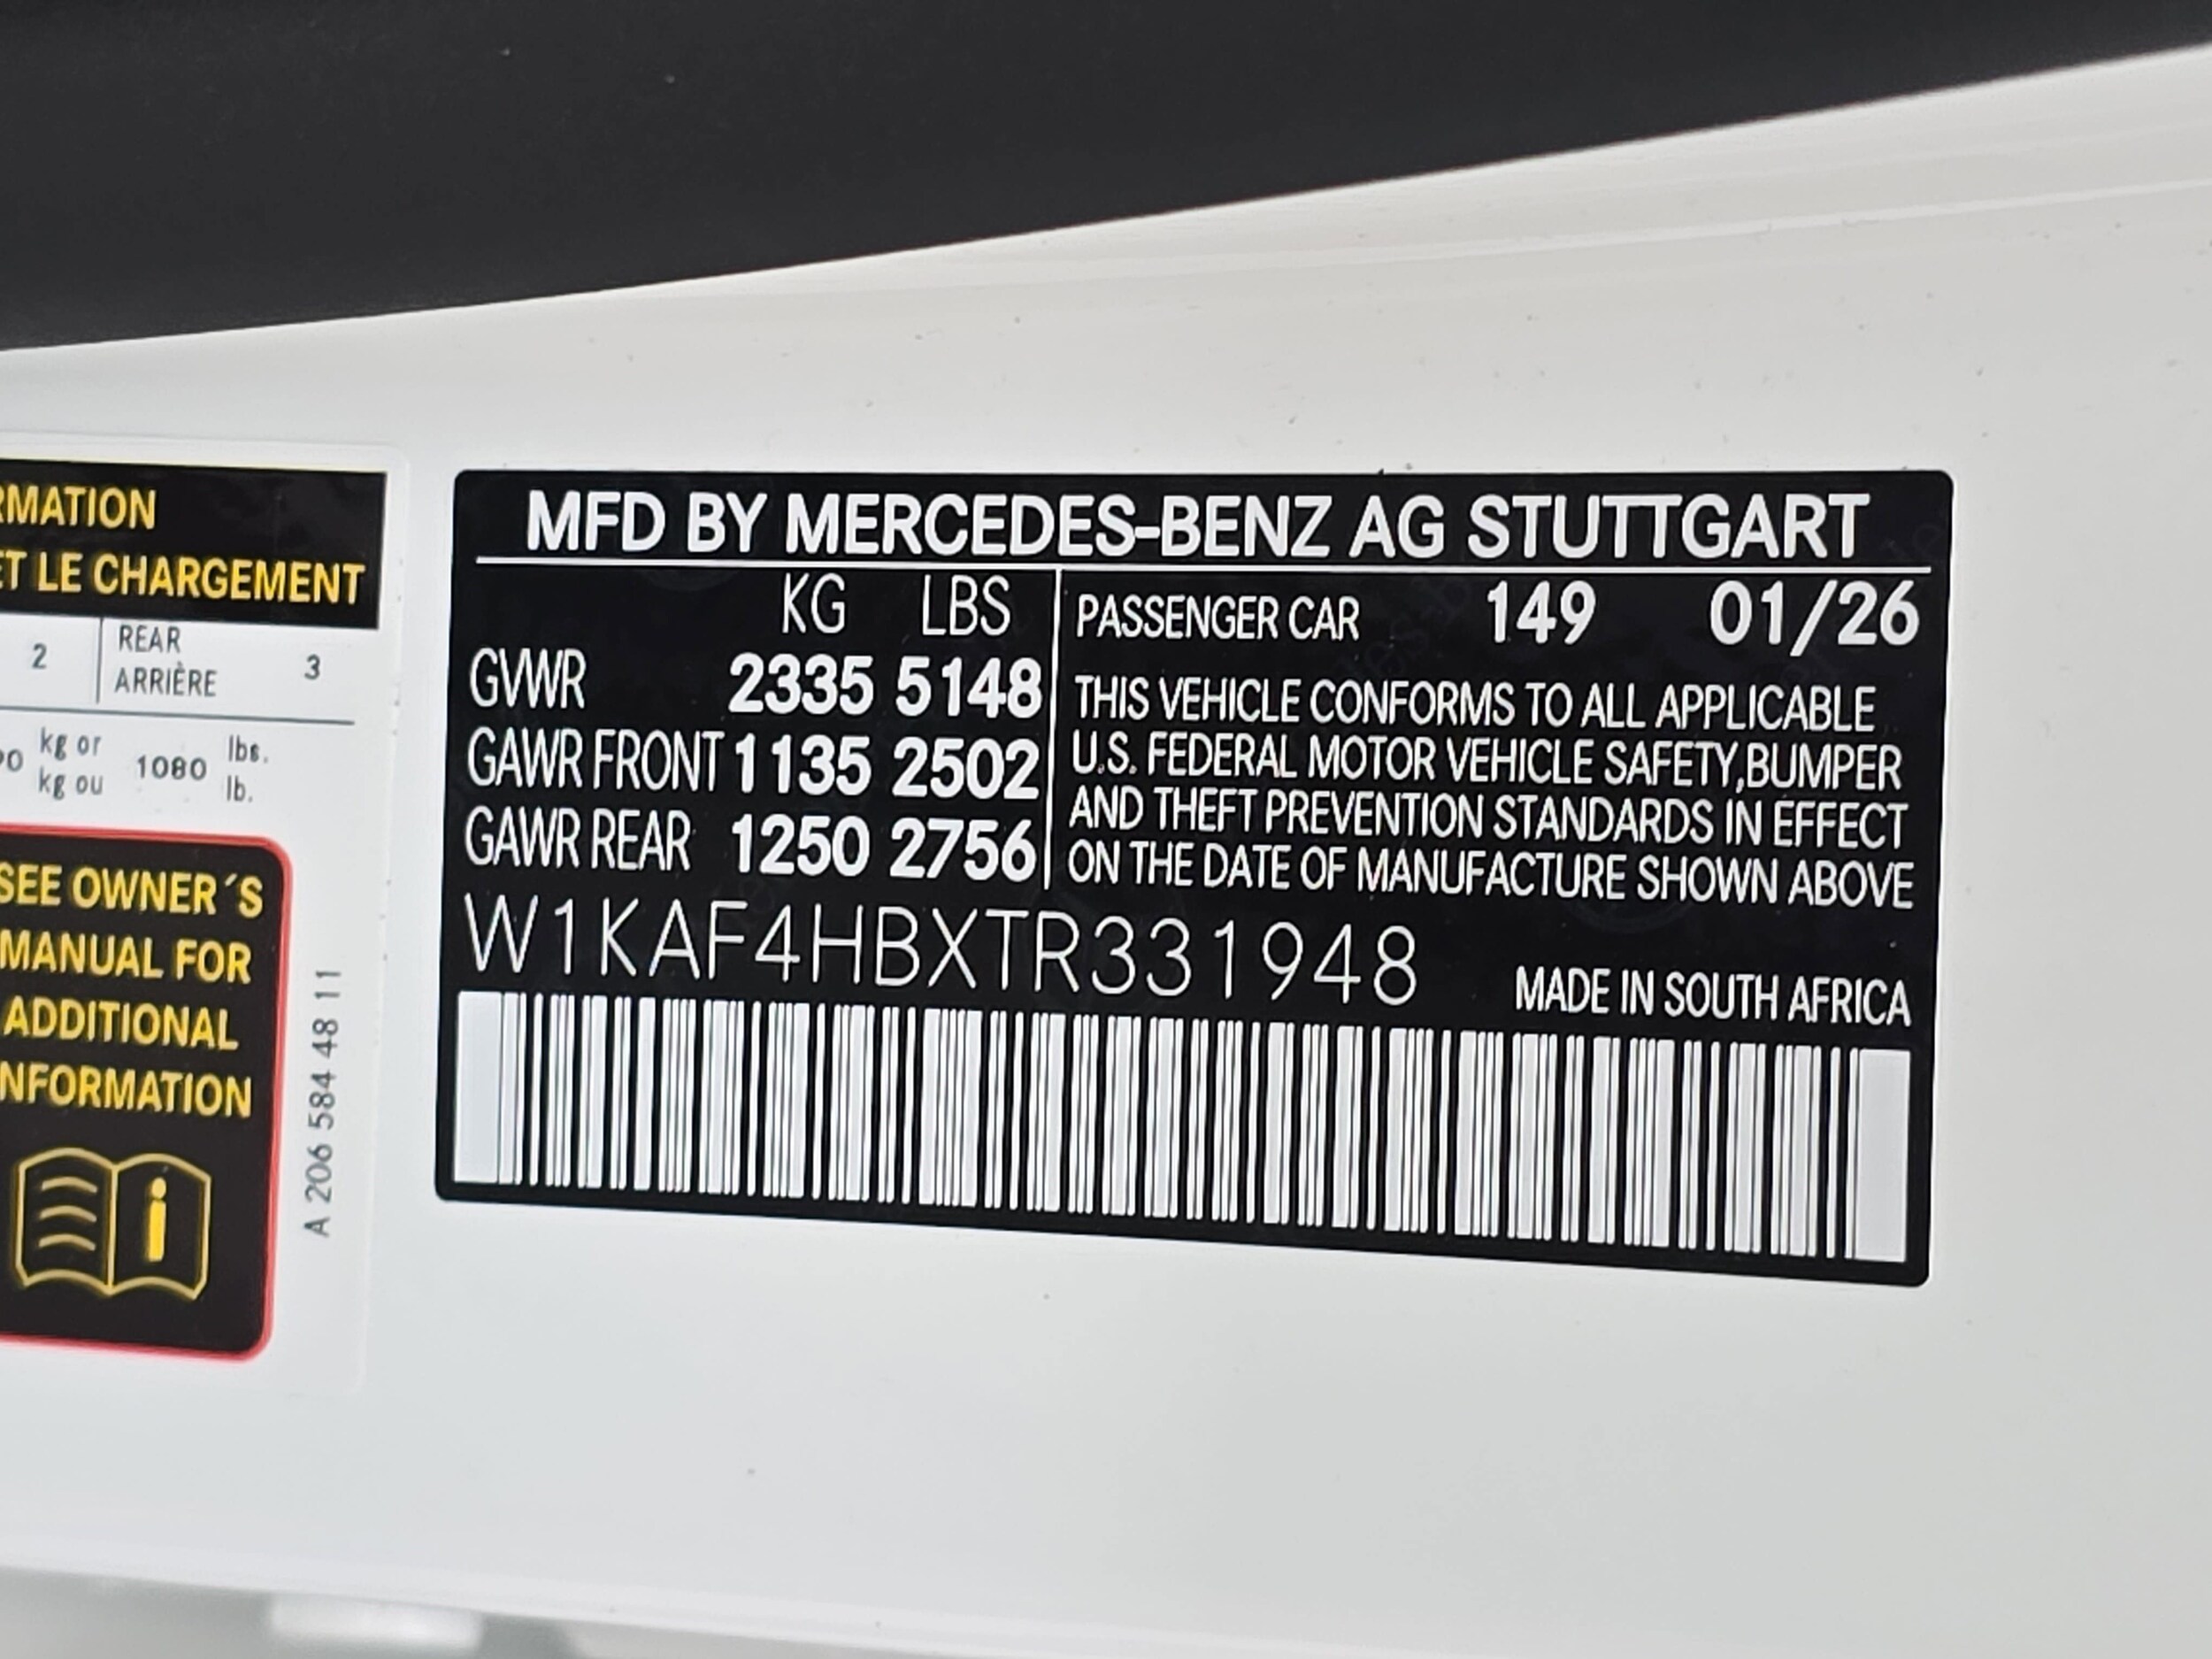 RMATION
ET LE CHARGEMENT
2 REAR ARRIÈRE 3
kg or
kg ou 1080 lbs.
lb.
SEE OWNER´S
MANUAL FOR
ADDITIONAL
NFORMATION
A 206 584 48 11
MFD BY MERCEDES-BENZ AG STUTTGART
KG LBS
GVWR 2335 5148
GAWR FRONT 1135 2502
GAWR REAR 1250 2756
PASSENGER CAR 149 01/26
THIS VEHICLE CONFORMS TO ALL APPLICABLE
U.S. FEDERAL MOTOR VEHICLE SAFETY,BUMPER
AND THEFT PREVENTION STANDARDS IN EFFECT
ON THE DATE OF MANUFACTURE SHOWN ABOVE
W1KAF4HBXTR331948
MADE IN SOUTH AFRICA